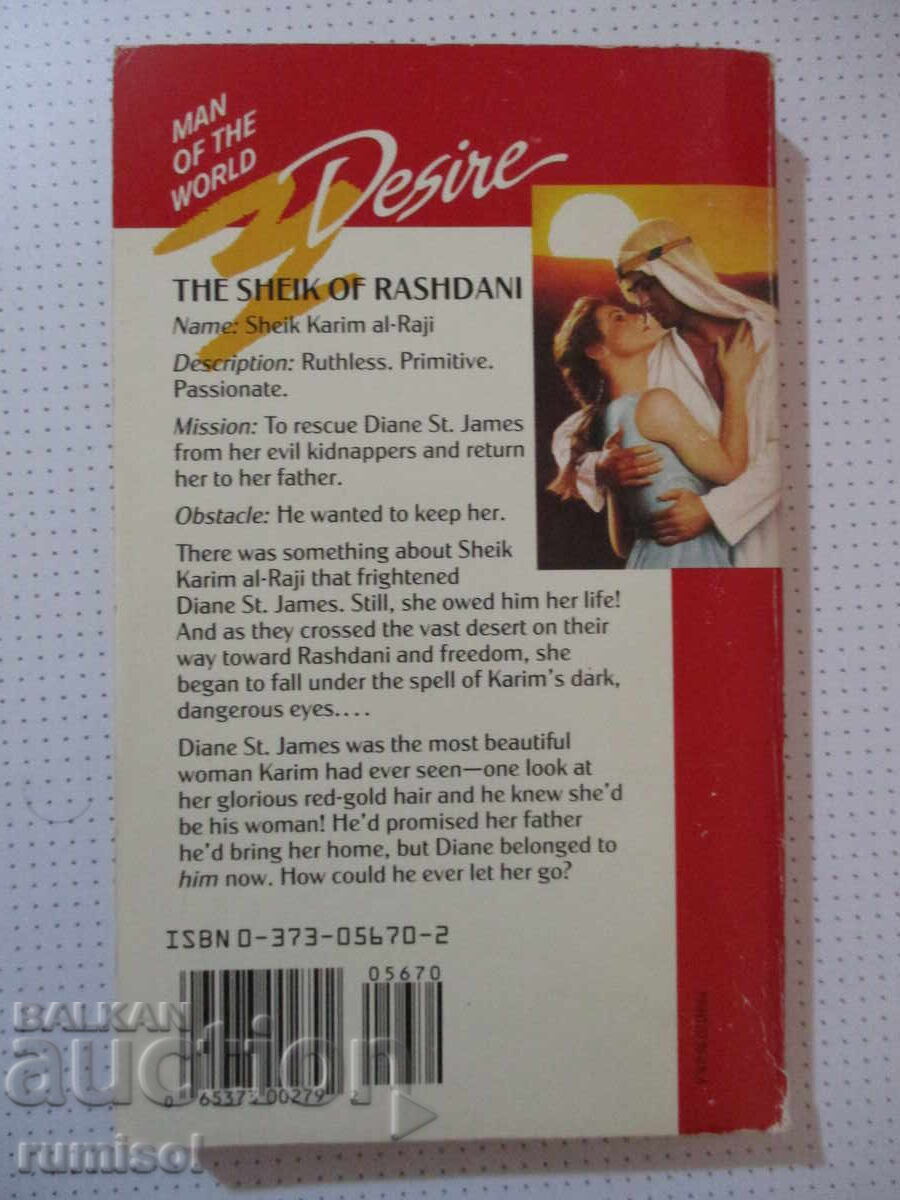 MAN
OF THE
WORLD
Desire™
THE SHEIK OF RASHDANI
Name: Sheik Karim al-Raji
Description: Ruthless. Primitive.
Passionate.
Mission: To rescue Diane St. James
from her evil kidnappers and return
her to her father.
Obstacle: He wanted to keep her.
There was something about Sheik
Karim al-Raji that frightened
Diane St. James. Still, she owed him her life!
And as they crossed the vast desert on their
way toward Rashdani and freedom, she
began to fall under the spell of Karim's dark,
dangerous eyes....
Diane St. James was the most beautiful
woman Karim had ever seen—one look at
her glorious red-gold hair and he knew she'd
be his woman! He'd promised her father
he'd bring her home, but Diane belonged to
him now. How could he ever let her go?
ISBN 0-373-05670-2
05670
00279
BALKAN
auction
rumisol